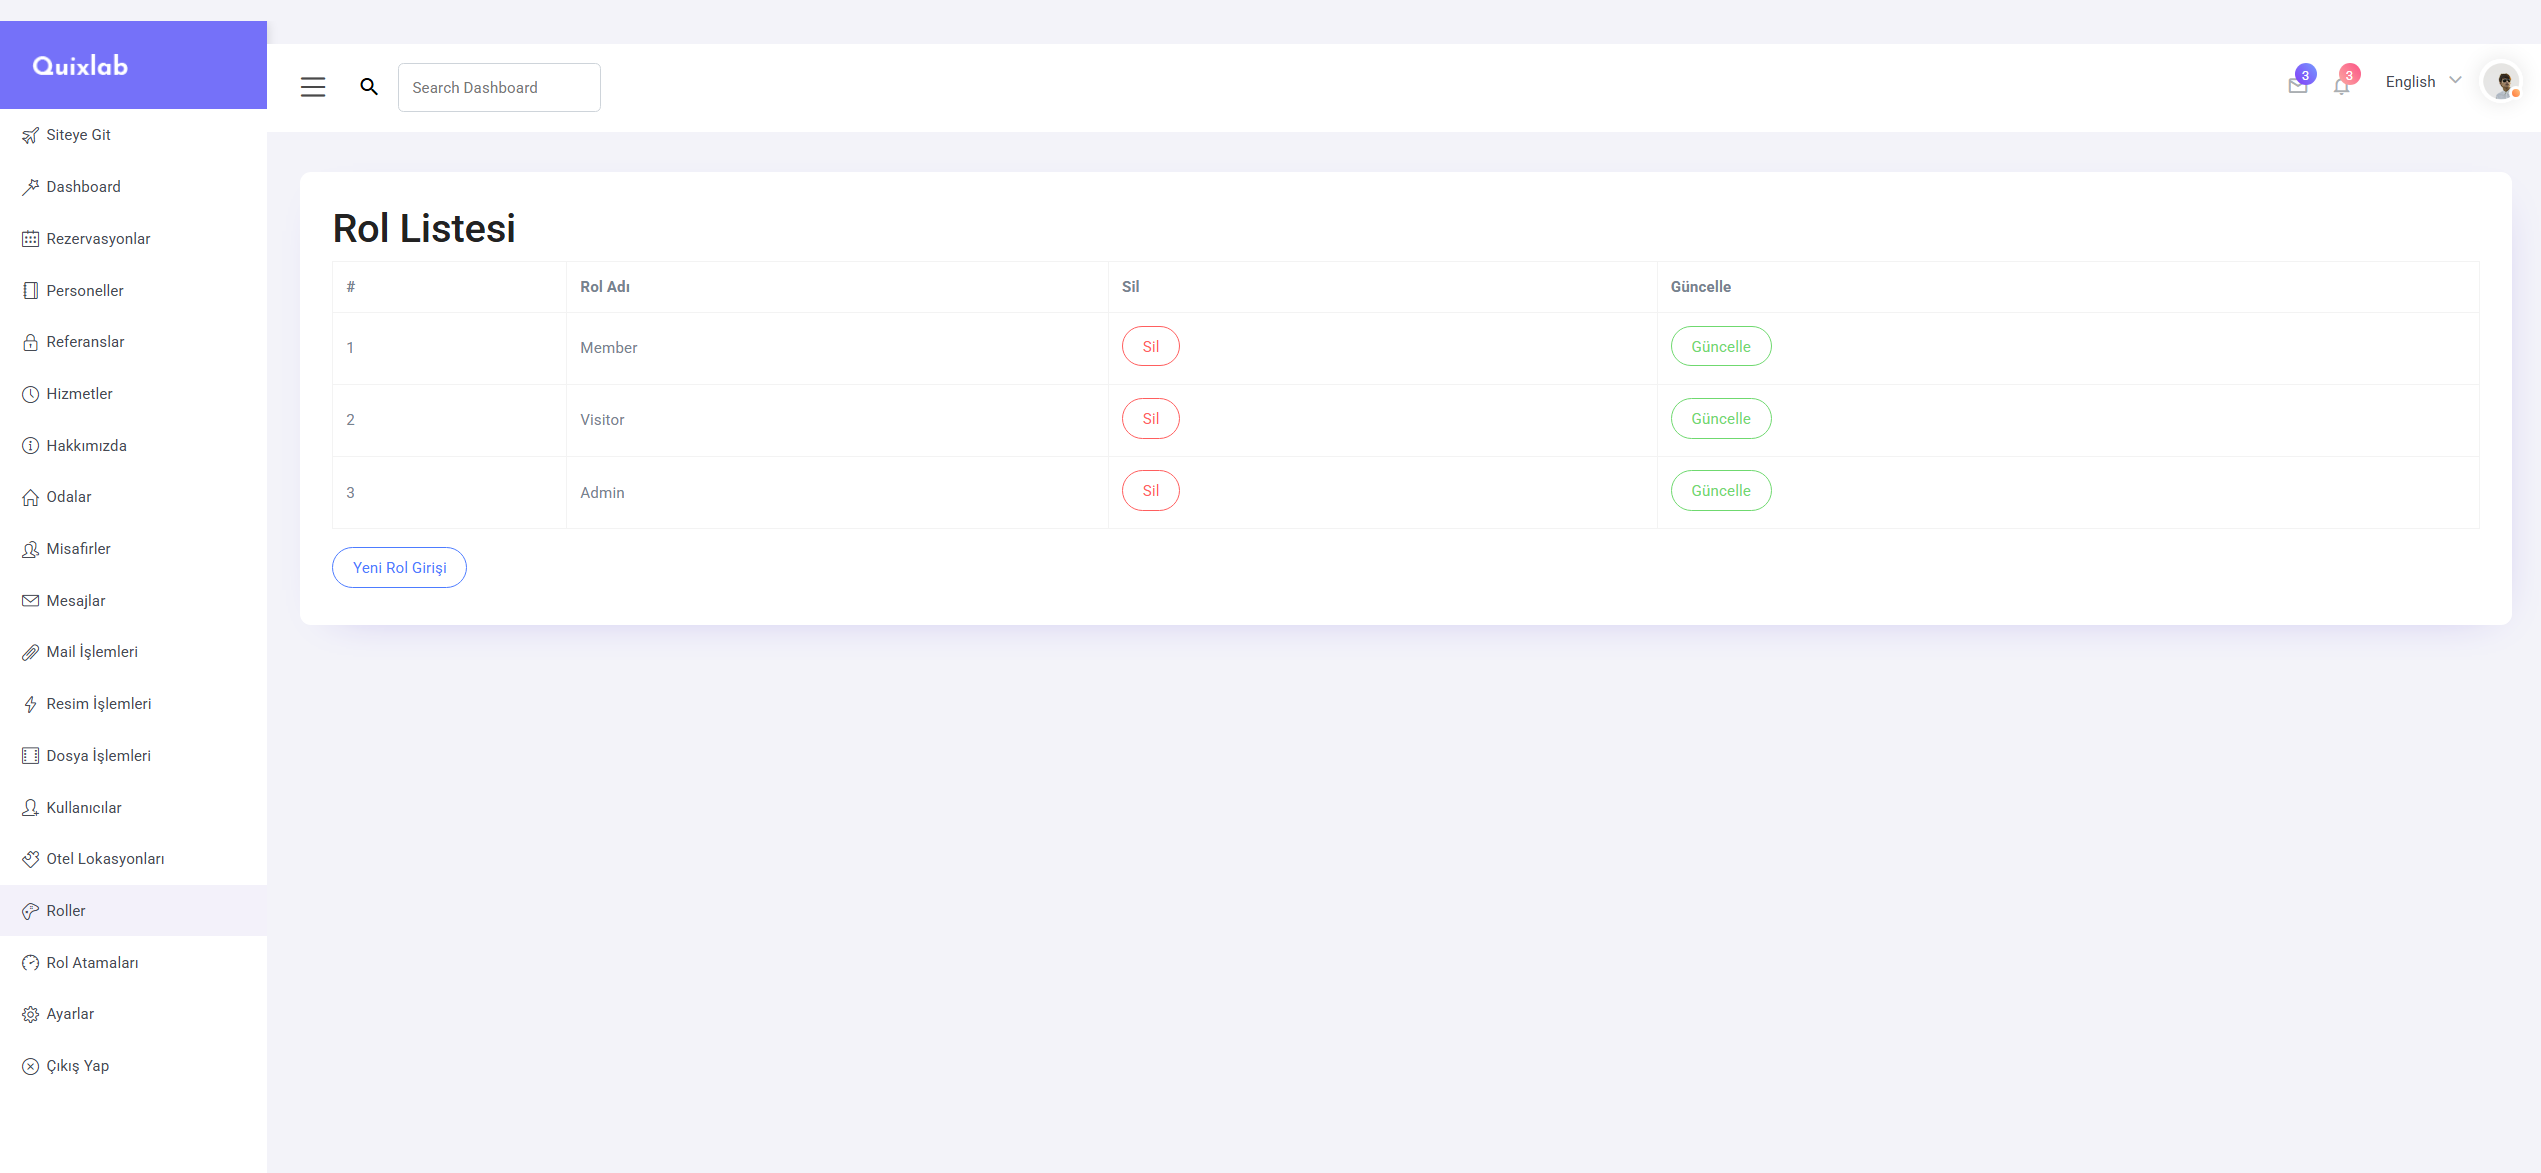 Quixlab
Search Dashboard
3
3
English
Siteye Git
Dashboard
Rezervasyonlar
Personeller
Referanslar
Hizmetler
Hakkımızda
Odalar
Misafirler
Mesajlar
Mail İşlemleri
Resim İşlemleri
Dosya İşlemleri
Kullanıcılar
Otel Lokasyonları
Roller
Rol Atamaları
Ayarlar
Çıkış Yap
Rol Listesi
# Rol Adı Sil Güncelle
1 Member Sil Güncelle
2 Visitor Sil Güncelle
3 Admin Sil Güncelle
Yeni Rol Girişi